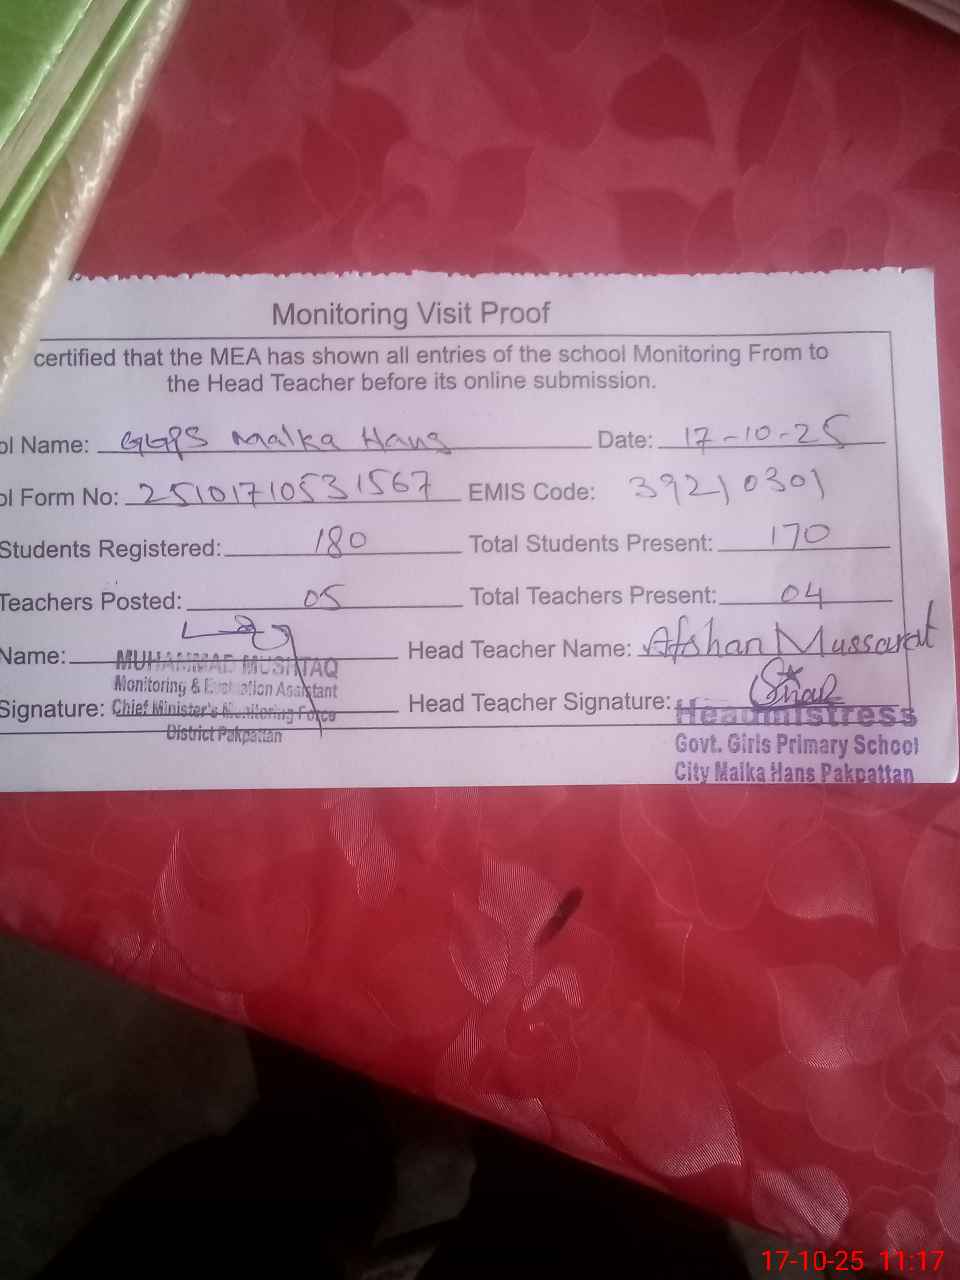 Monitoring Visit Proof
certified that the MEA has shown all entries of the school Monitoring From to
the Head Teacher before its online submission.
ol Name: GGPS Malka Hans Date: 17-10-25
ol Form No: 25101710531567 EMIS Code: 39210301
Students Registered: 180 Total Students Present: 170
Teachers Posted: 05 Total Teachers Present: 04
Name: MUHAMMAD MUSHTAQ Head Teacher Name: Afshan Mussarat
Monitoring & Evaluation Assistant
Signature: Chief Minister's Monitoring Force Head Teacher Signature:
District Pakpattan
Headmistress
Govt. Girls Primary School
City Malka Hans Pakpattan
17-10-25 11:17